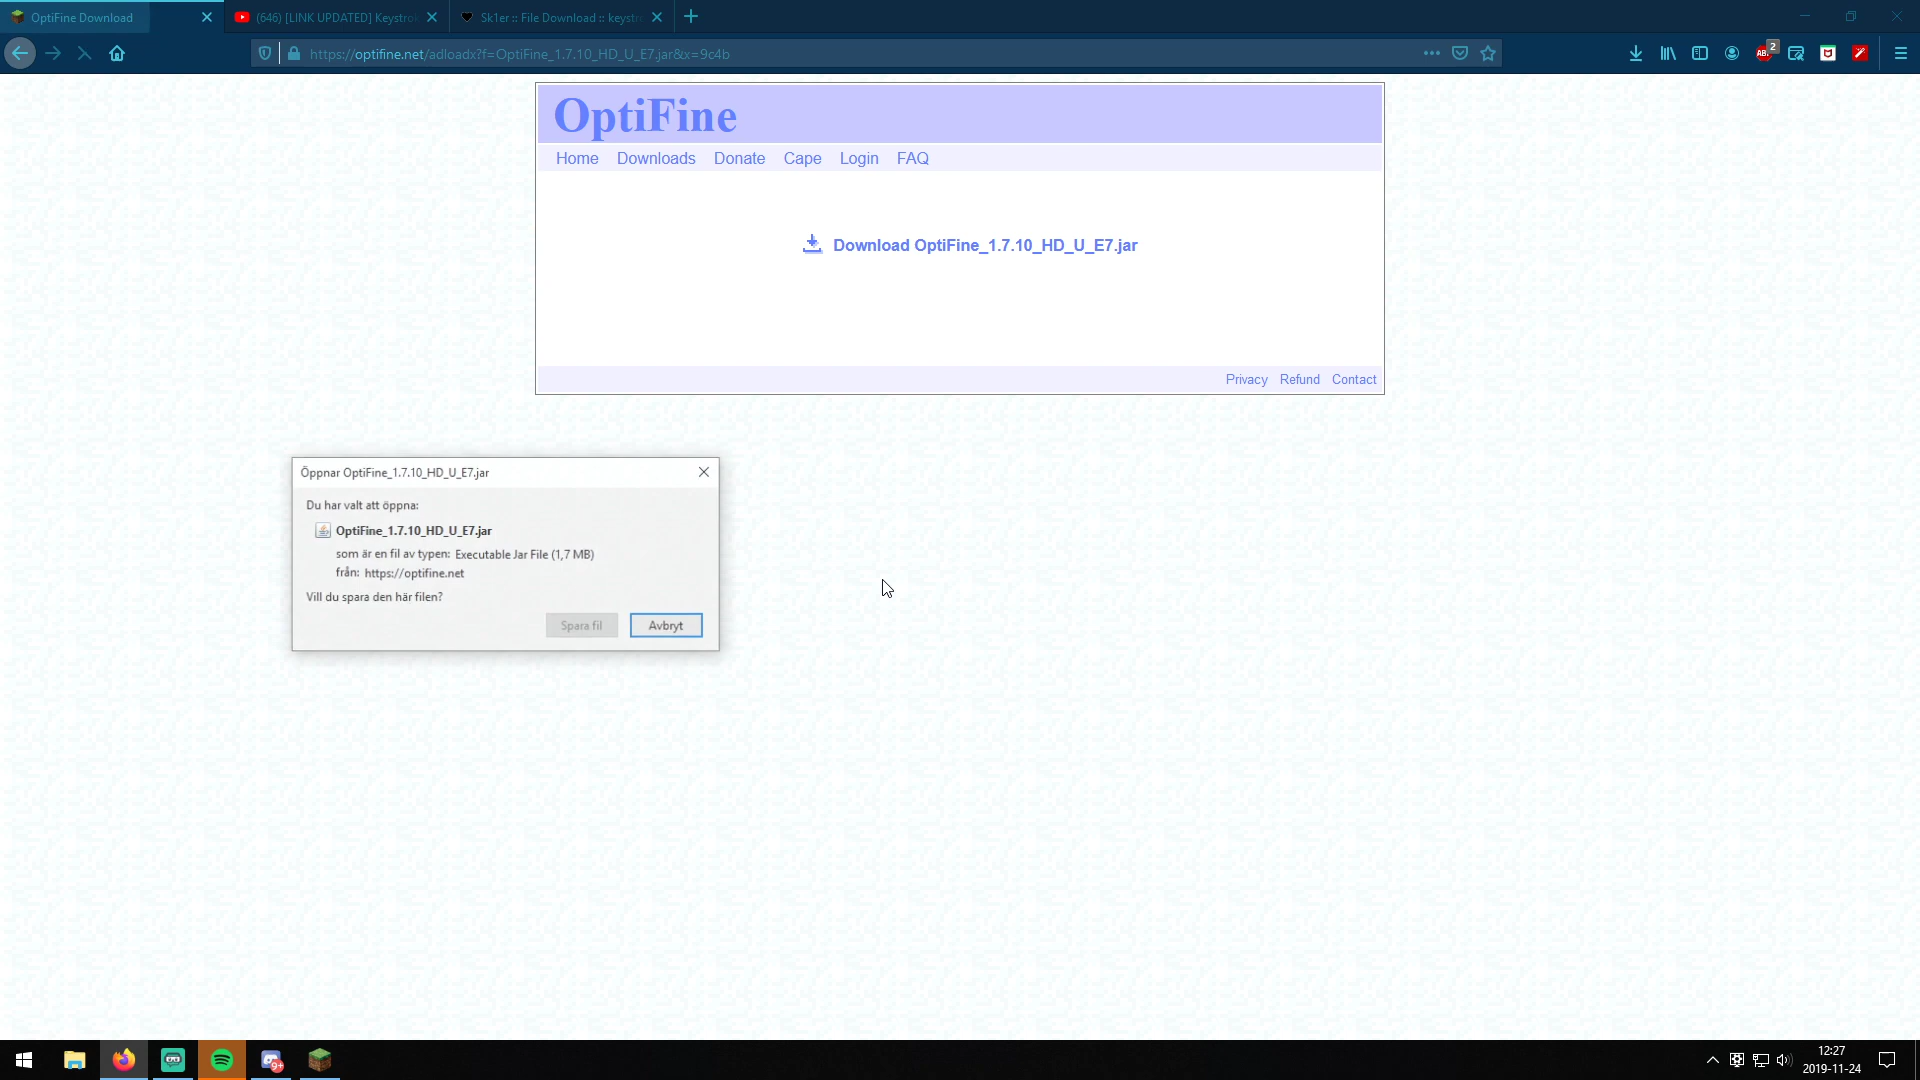 OptiFine Download
(646) [LINK UPDATED] Keystrok
Sk1er :: File Download :: keystr
https://optifine.net/adloadx?f=OptiFine_1.7.10_HD_U_E7.jar&x=9c4b
ABP
2
OptiFine
Home Downloads Donate Cape Login FAQ
Download OptiFine_1.7.10_HD_U_E7.jar
Privacy Refund Contact
Öppnar OptiFine_1.7.10_HD_U_E7.jar
Du har valt att öppna:
OptiFine_1.7.10_HD_U_E7.jar
som är en fil av typen: Executable Jar File (1,7 MB)
från: https://optifine.net
Vill du spara den här filen?
Spara fil Avbryt
9+
12:27
2019-11-24